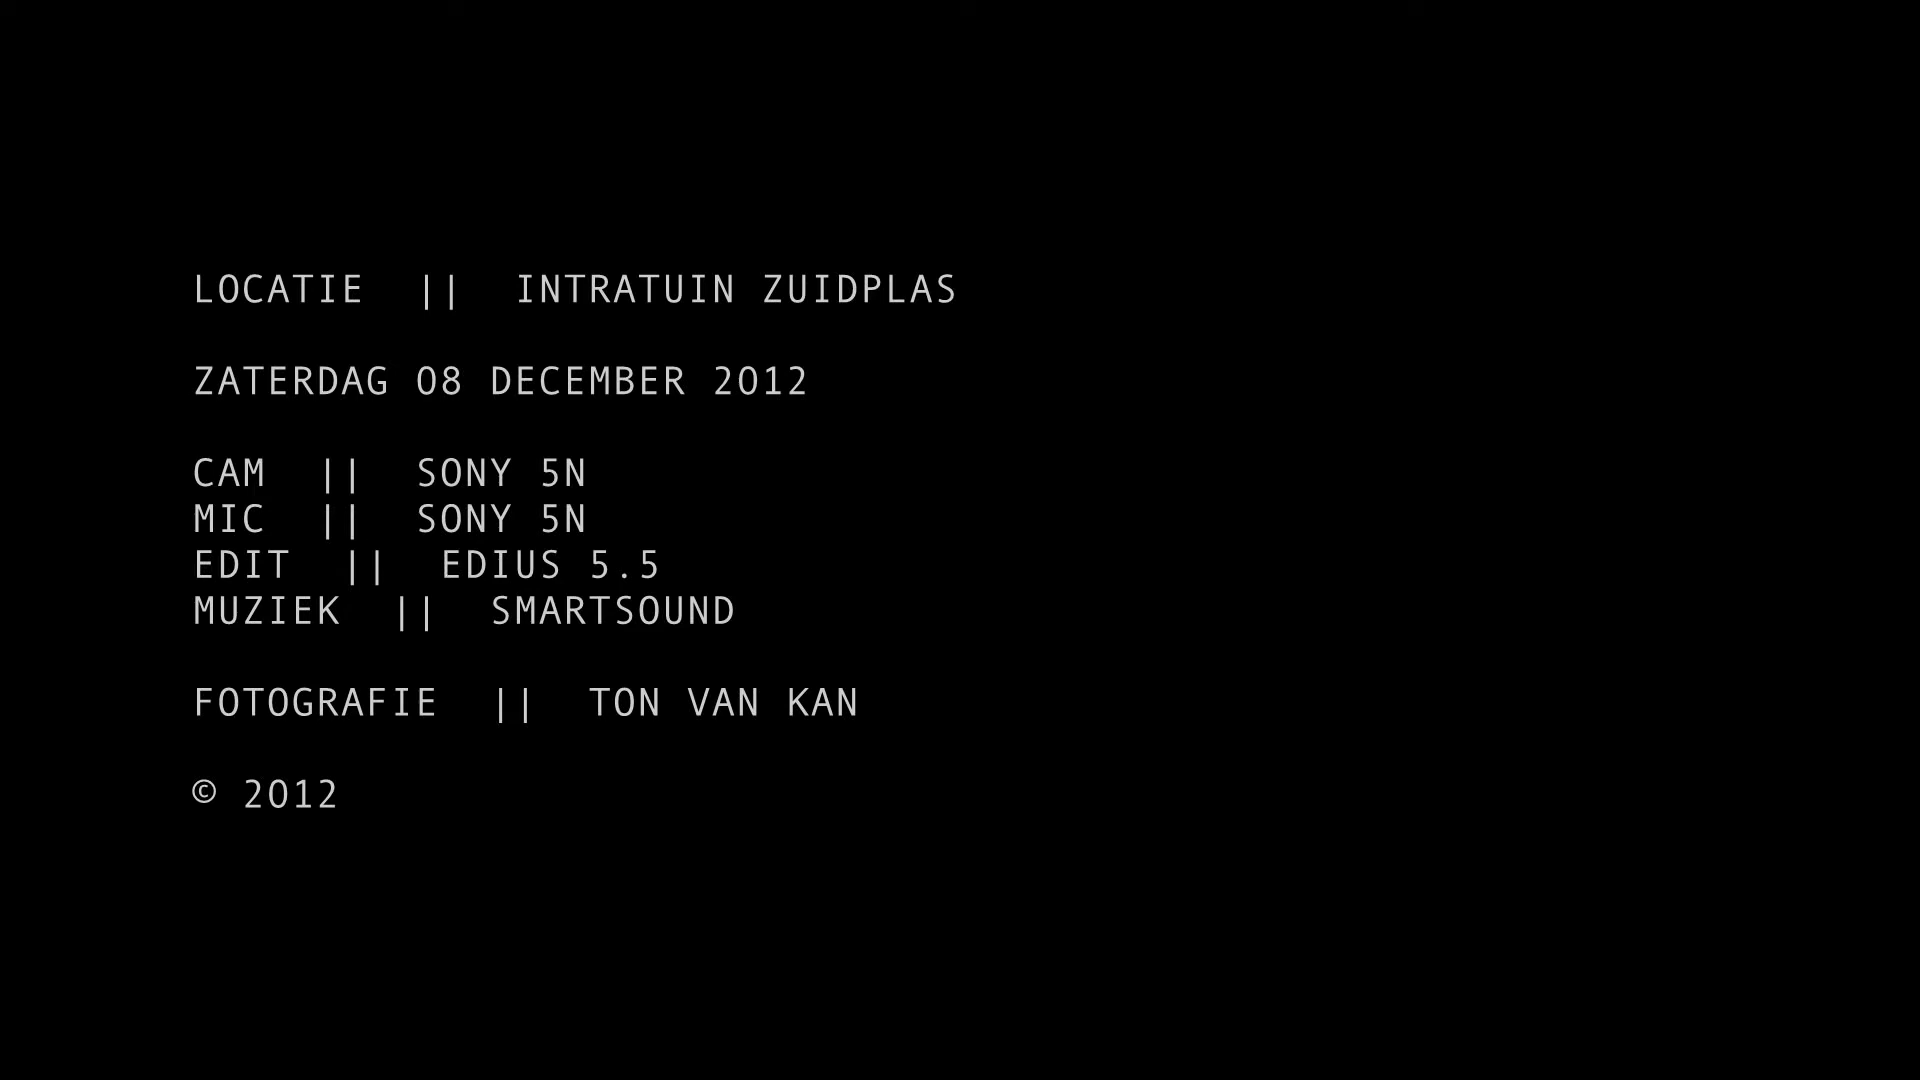 LOCATIE || INTRATUIN ZUIDPLAS
ZATERDAG 08 DECEMBER 2012
CAM || SONY 5N
MIC || SONY 5N
EDIT || EDIUS 5.5
MUZIEK || SMARTSOUND
FOTOGRAFIE || TON VAN KAN
© 2012